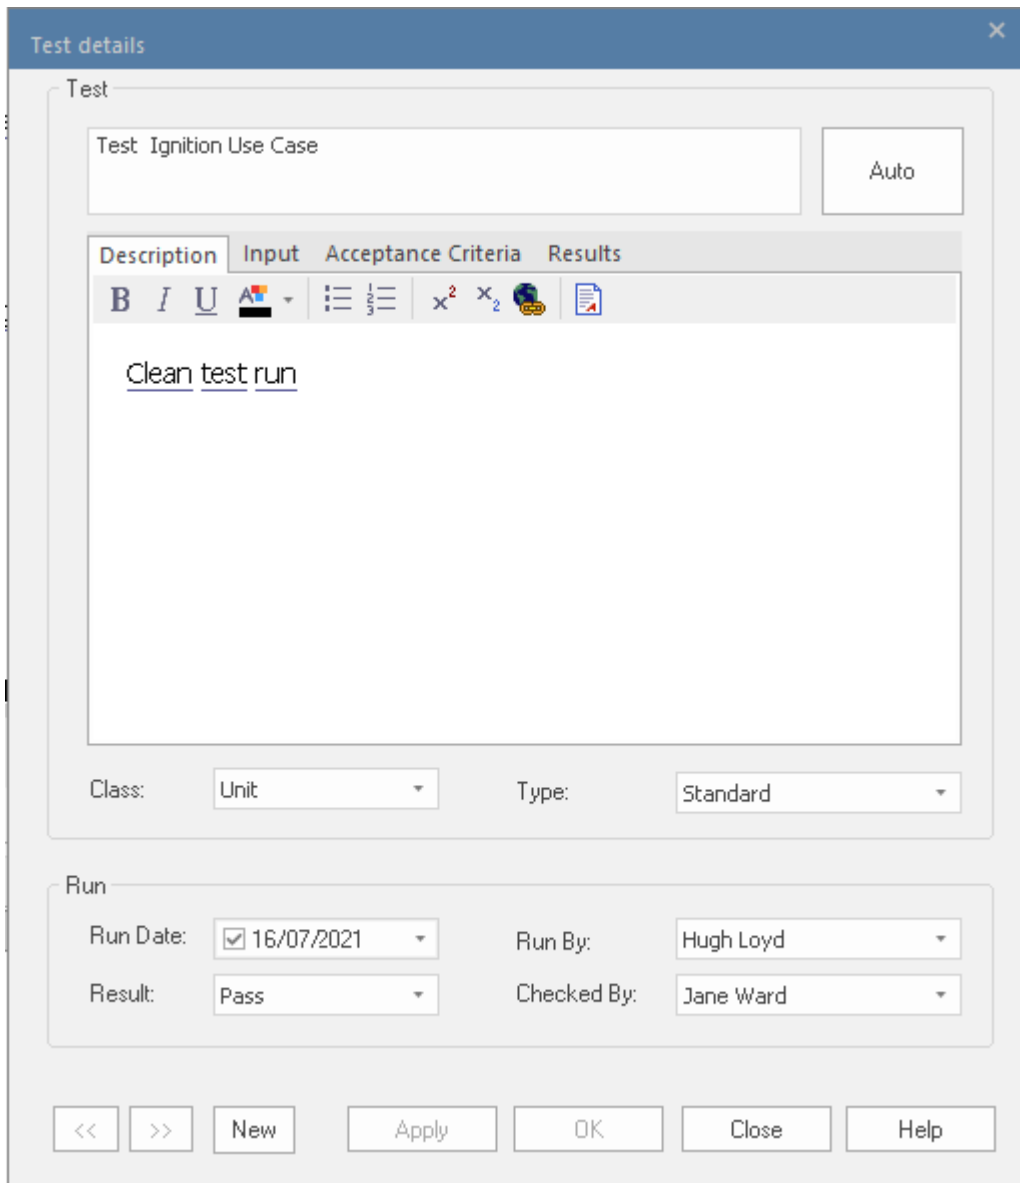 Test details
Test
Test  Ignition Use Case
Auto
Description Input Acceptance Criteria Results
B I U A x² x₂
Clean test run
Class: Unit Type: Standard
Run
Run Date: 16/07/2021 Run By: Hugh Loyd
Result: Pass Checked By: Jane Ward
<< >> New Apply OK Close Help